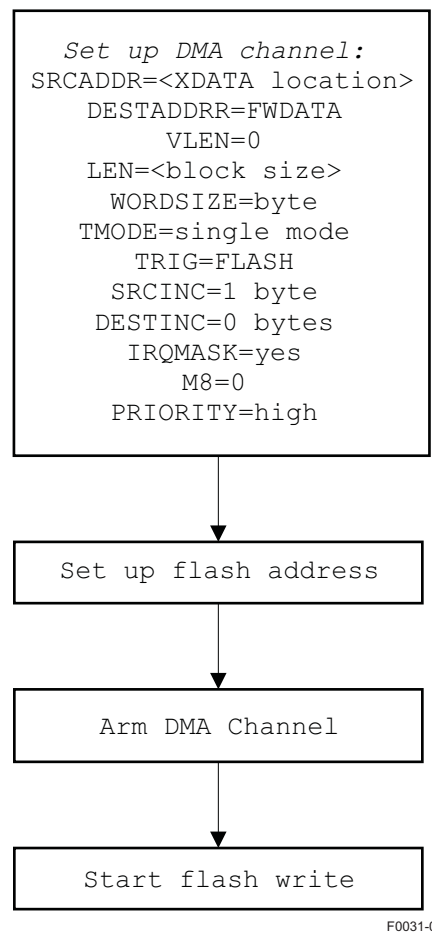 Set up DMA channel:
SRCADDR=<XDATA location>
DESTADDRR=FWDATA
VLEN=0
LEN=<block size>
WORDSIZE=byte
TMODE=single mode
TRIG=FLASH
SRCINC=1 byte
DESTINC=0 bytes
IRQMASK=yes
M8=0
PRIORITY=high
Set up flash address
Arm DMA Channel
Start flash write